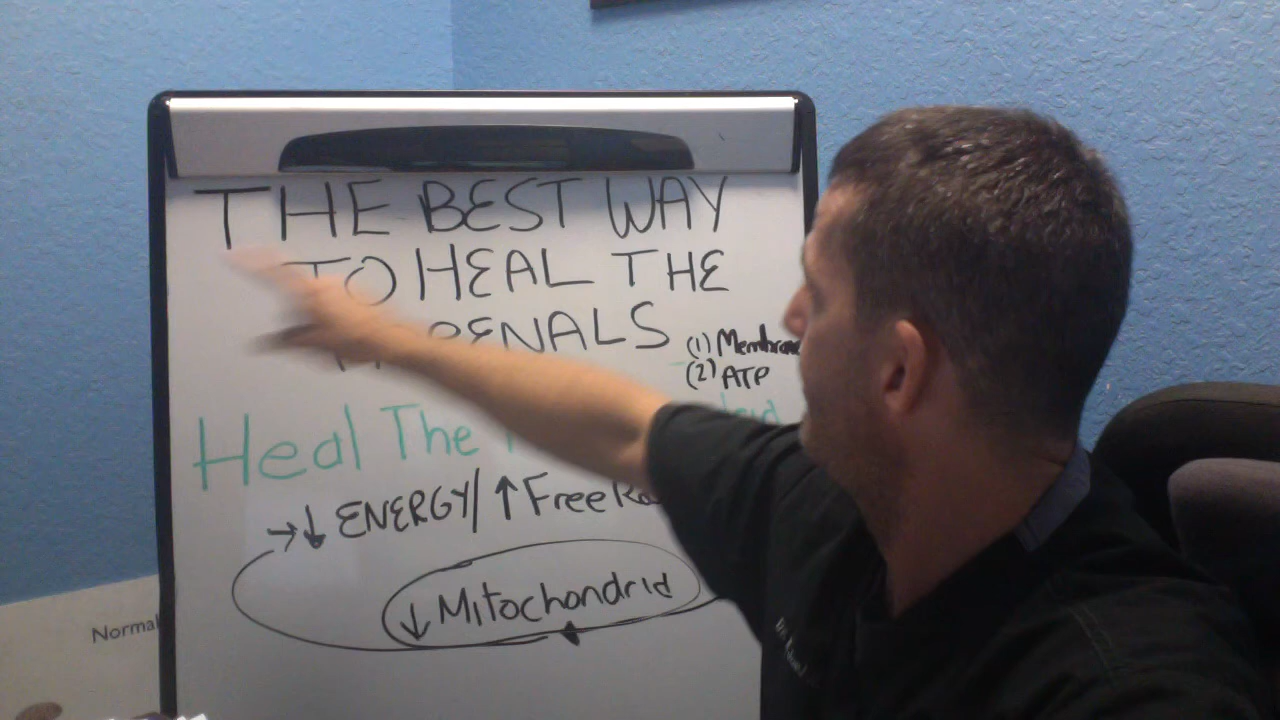 THE BEST WAY
TO HEAL THE
RENALS
(1) Membrane
(2) ATP
Heal The
→↓ ENERGY/ ↑ Free
↓ Mitochondria
Normal